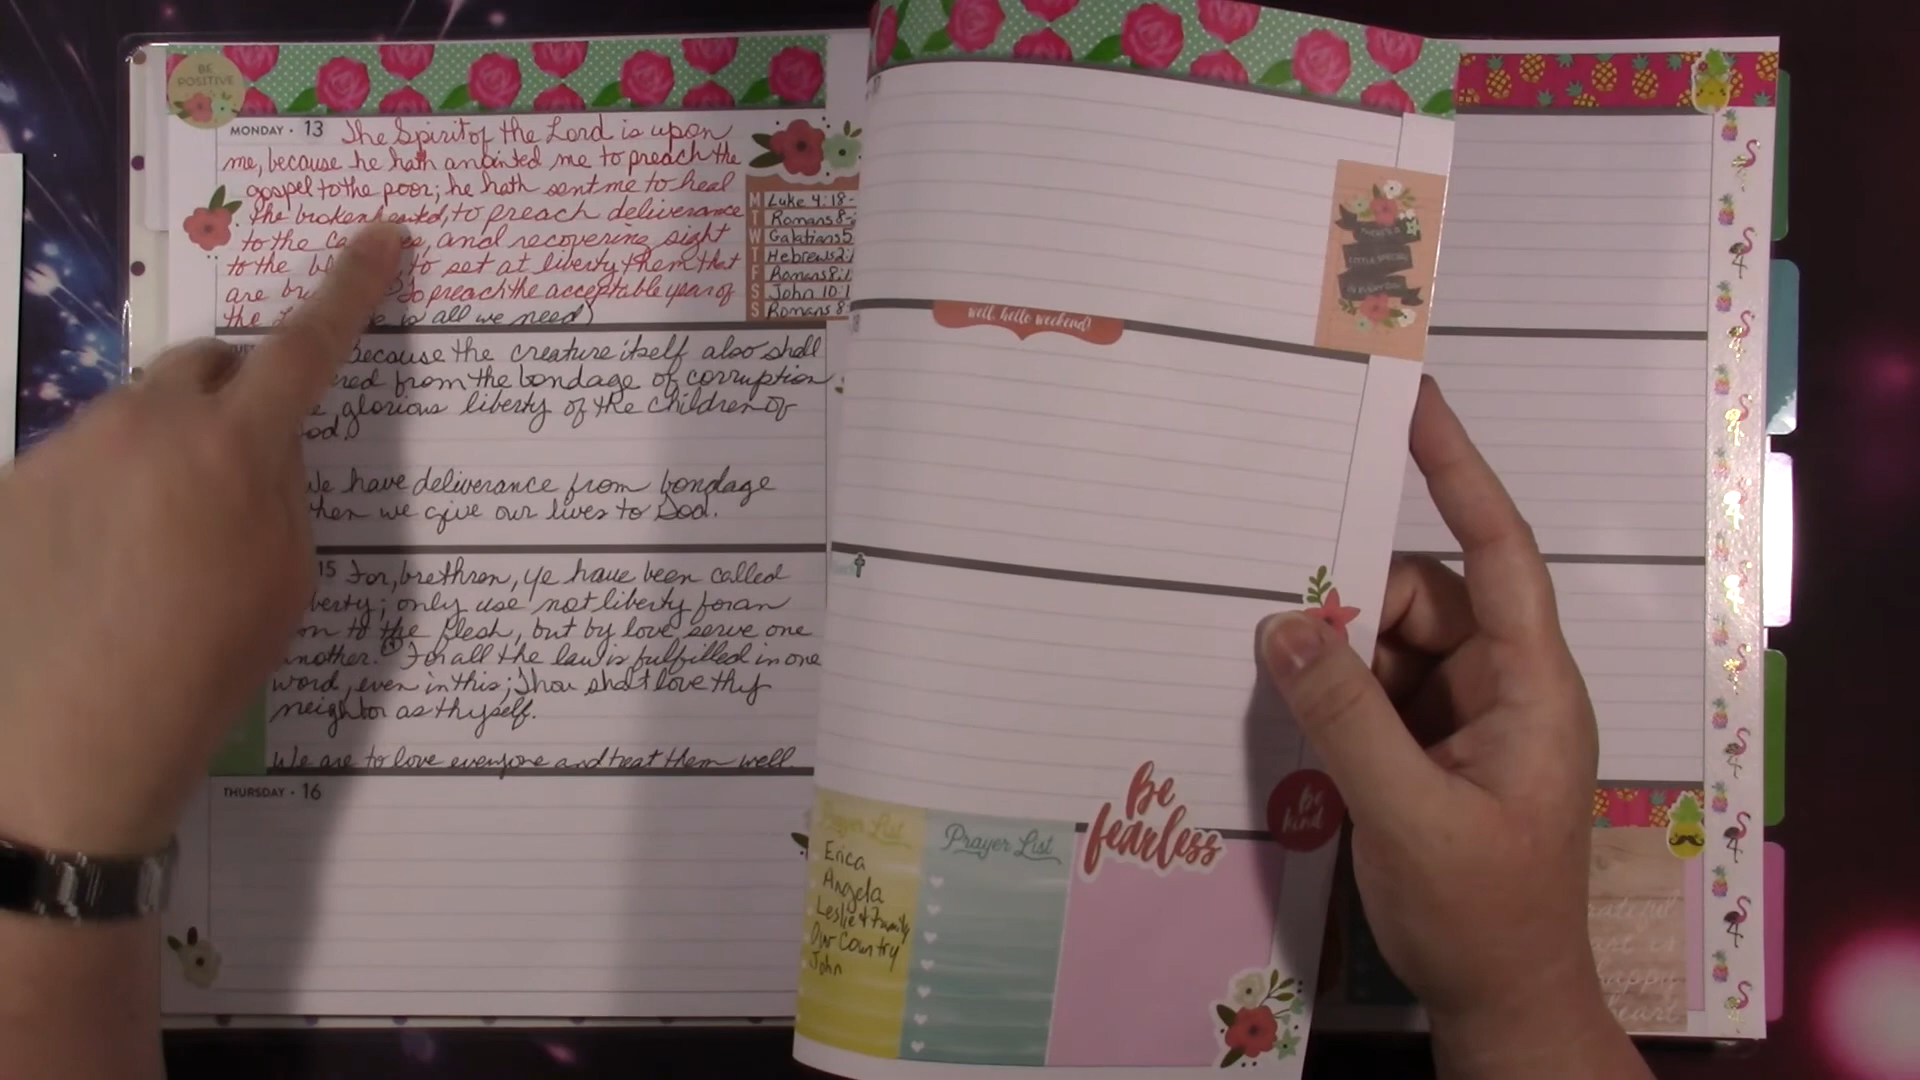 BE
POSITIVE
MONDAY · 13 The Spirit of the Lord is upon
me, because he hath anointed me to preach the
gospel to the poor; he hath sent me to heal
the brokenhearted, to preach deliverance
to the and recovering sight
to the to set at liberty them that
are to preach the acceptable year of
the is all we need)
M Luke 4:18-
T Romans 8-
W Galatians 5
T Hebrews 2:
F Romans 8:1
S John 10:1
S Romans 8:
because the creature itself also shall
from the bondage of corruption
glorious liberty of the children of
We have deliverance from bondage
when we give our lives to God.
15 For, brethren, ye have been called
only use not liberty for an
to the flesh, but by love serve one
another. (14) For all the law is fulfilled in one
word, even in this; Thou shalt love thy
neighbor as thyself.
We are to love everyone and treat them well
THURSDAY · 16
THERE'S A
LITTLE SPECIAL
IN EVERYDAY
well, hello weekend!
be
fearless
be
kind
Prayer List
Erica
Angela
Leslie & Family
Our Country
John
Prayer List
happy
heart